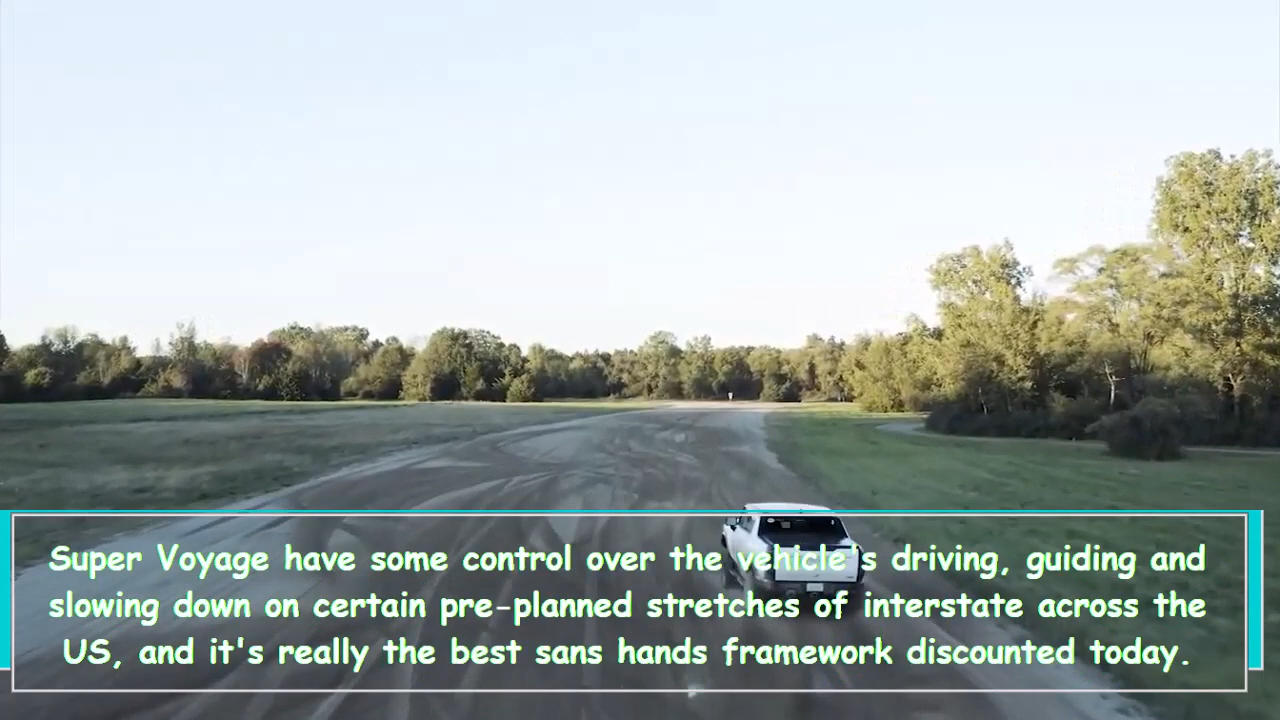 Super Voyage have some control over the vehicle's driving, guiding and
slowing down on certain pre-planned stretches of interstate across the
US, and it's really the best sans hands framework discounted today.